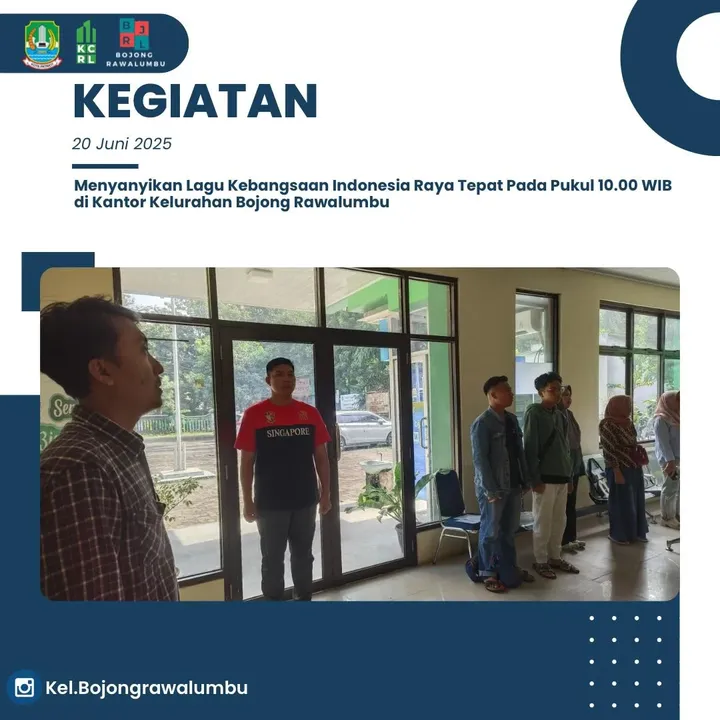 KCRL
BJRL
BOJONG
RAWALUMBU
KEGIATAN
20 Juni 2025
Menyanyikan Lagu Kebangsaan Indonesia Raya Tepat Pada Pukul 10.00 WIB
di Kantor Kelurahan Bojong Rawalumbu
SINGAPORE
Kel.Bojongrawalumbu